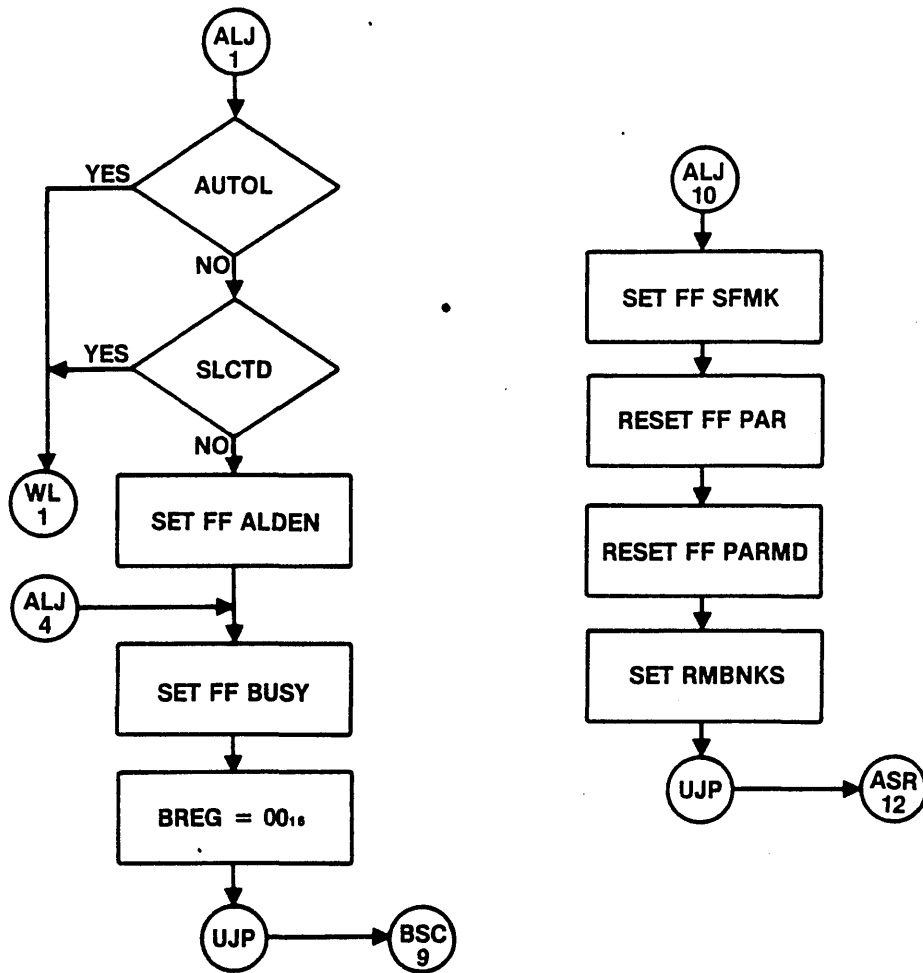 ALJ
1
YES
AUTOL
NO
YES
SLCTD
NO
WL
1
SET FF ALDEN
ALJ
4
SET FF BUSY
BREG = 00₁₆
UJP
BSC
9
ALJ
10
SET FF SFMK
RESET FF PAR
RESET FF PARMD
SET RMBNKS
UJP
ASR
12